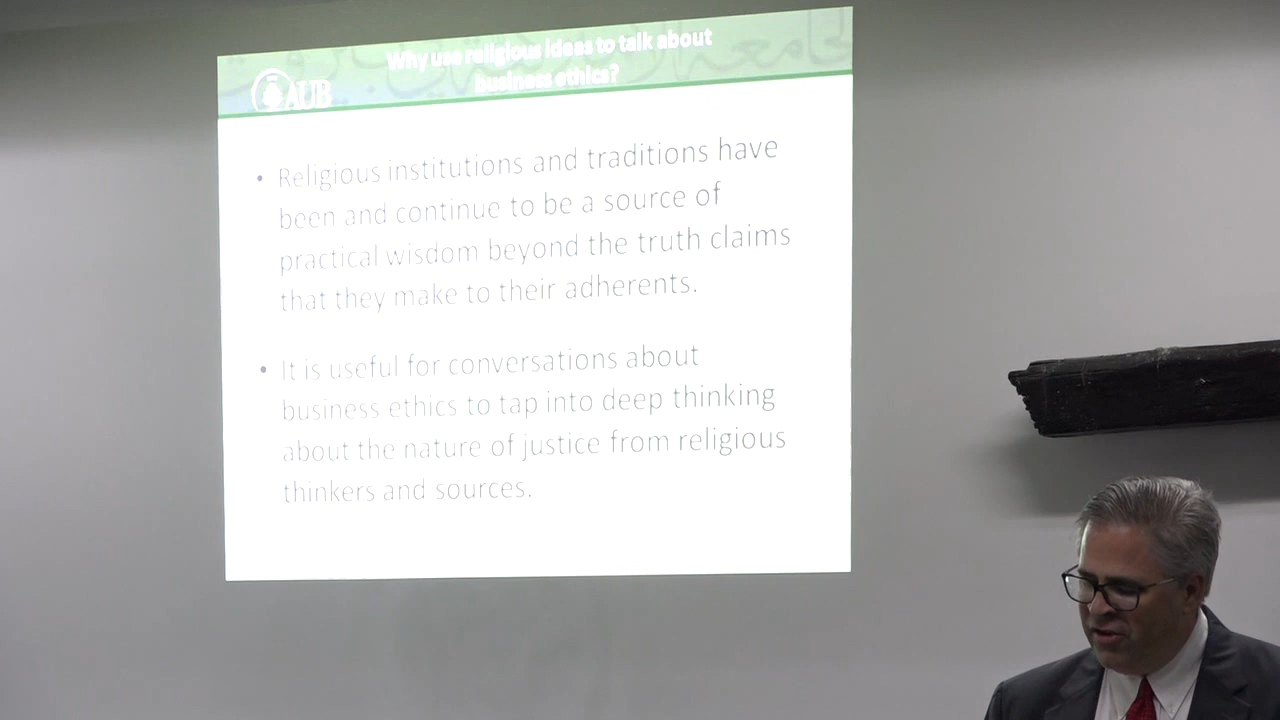 Why use religious ideas to talk about
business ethics?
AUB
• Religious institutions and traditions have
been and continue to be a source of
practical wisdom beyond the truth claims
that they make to their adherents.
• It is useful for conversations about
business ethics to tap into deep thinking
about the nature of justice from religious
thinkers and sources.